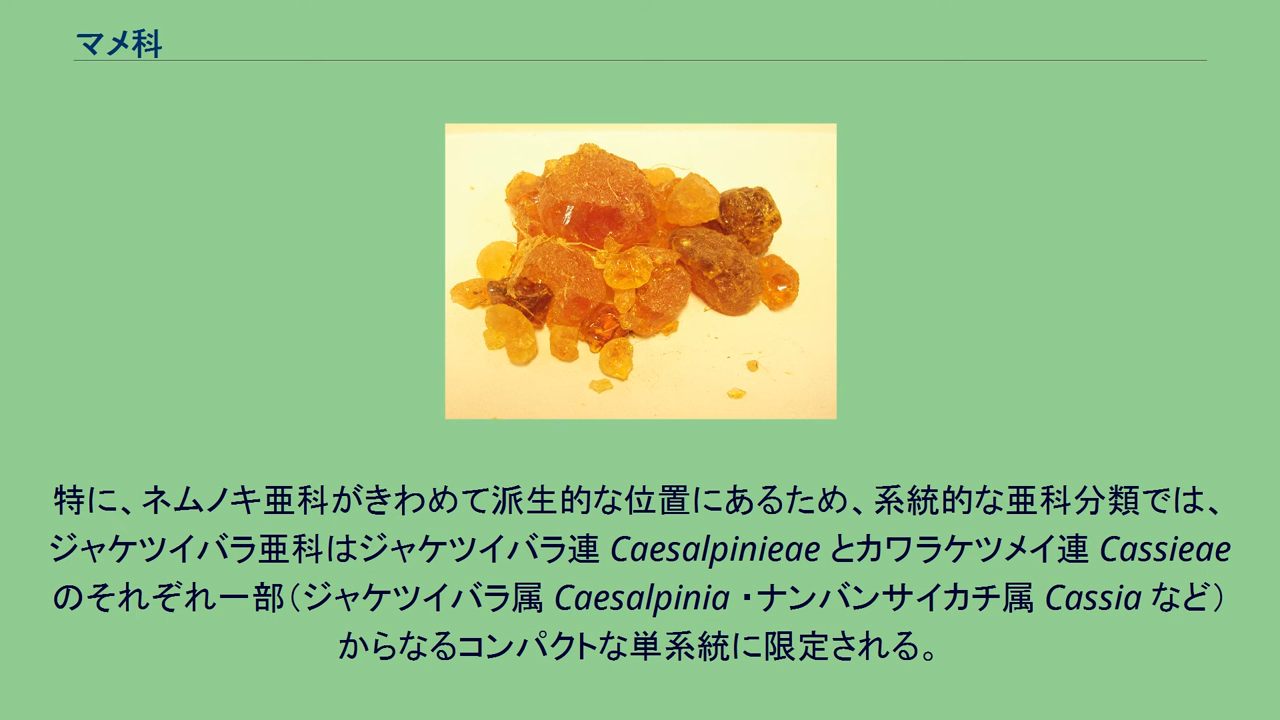 マメ科
特に、ネムノキ亜科がきわめて派生的な位置にあるため、系統的な亜科分類では、
ジャケツイバラ亜科はジャケツイバラ連 Caesalpinieae とカワラケツメイ連 Cassieae
のそれぞれ一部（ジャケツイバラ属 Caesalpinia ・ナンバンサイカチ属 Cassia など）
からなるコンパクトな単系統に限定される。